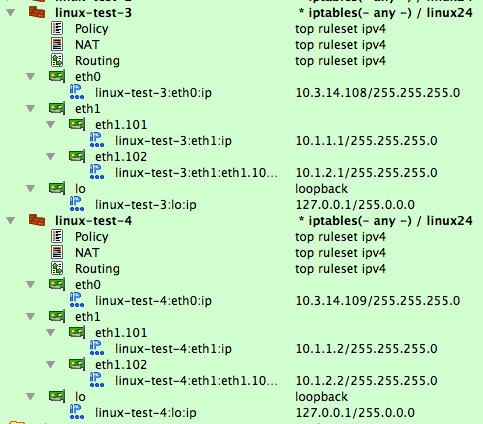 * iptables(- any -) / linux24
linux-test-3 * iptables(- any -) / linux24
Policy top ruleset ipv4
NAT top ruleset ipv4
Routing top ruleset ipv4
eth0
linux-test-3:eth0:ip 10.3.14.108/255.255.255.0
eth1
eth1.101
linux-test-3:eth1:ip 10.1.1.1/255.255.255.0
eth1.102
linux-test-3:eth1:eth1.10... 10.1.2.1/255.255.255.0
lo loopback
linux-test-3:lo:ip 127.0.0.1/255.0.0.0
linux-test-4 * iptables(- any -) / linux24
Policy top ruleset ipv4
NAT top ruleset ipv4
Routing top ruleset ipv4
eth0
linux-test-4:eth0:ip 10.3.14.109/255.255.255.0
eth1
eth1.101
linux-test-4:eth1:ip 10.1.1.2/255.255.255.0
eth1.102
linux-test-4:eth1:eth1.10... 10.1.2.2/255.255.255.0
lo loopback
linux-test-4:lo:ip 127.0.0.1/255.0.0.0